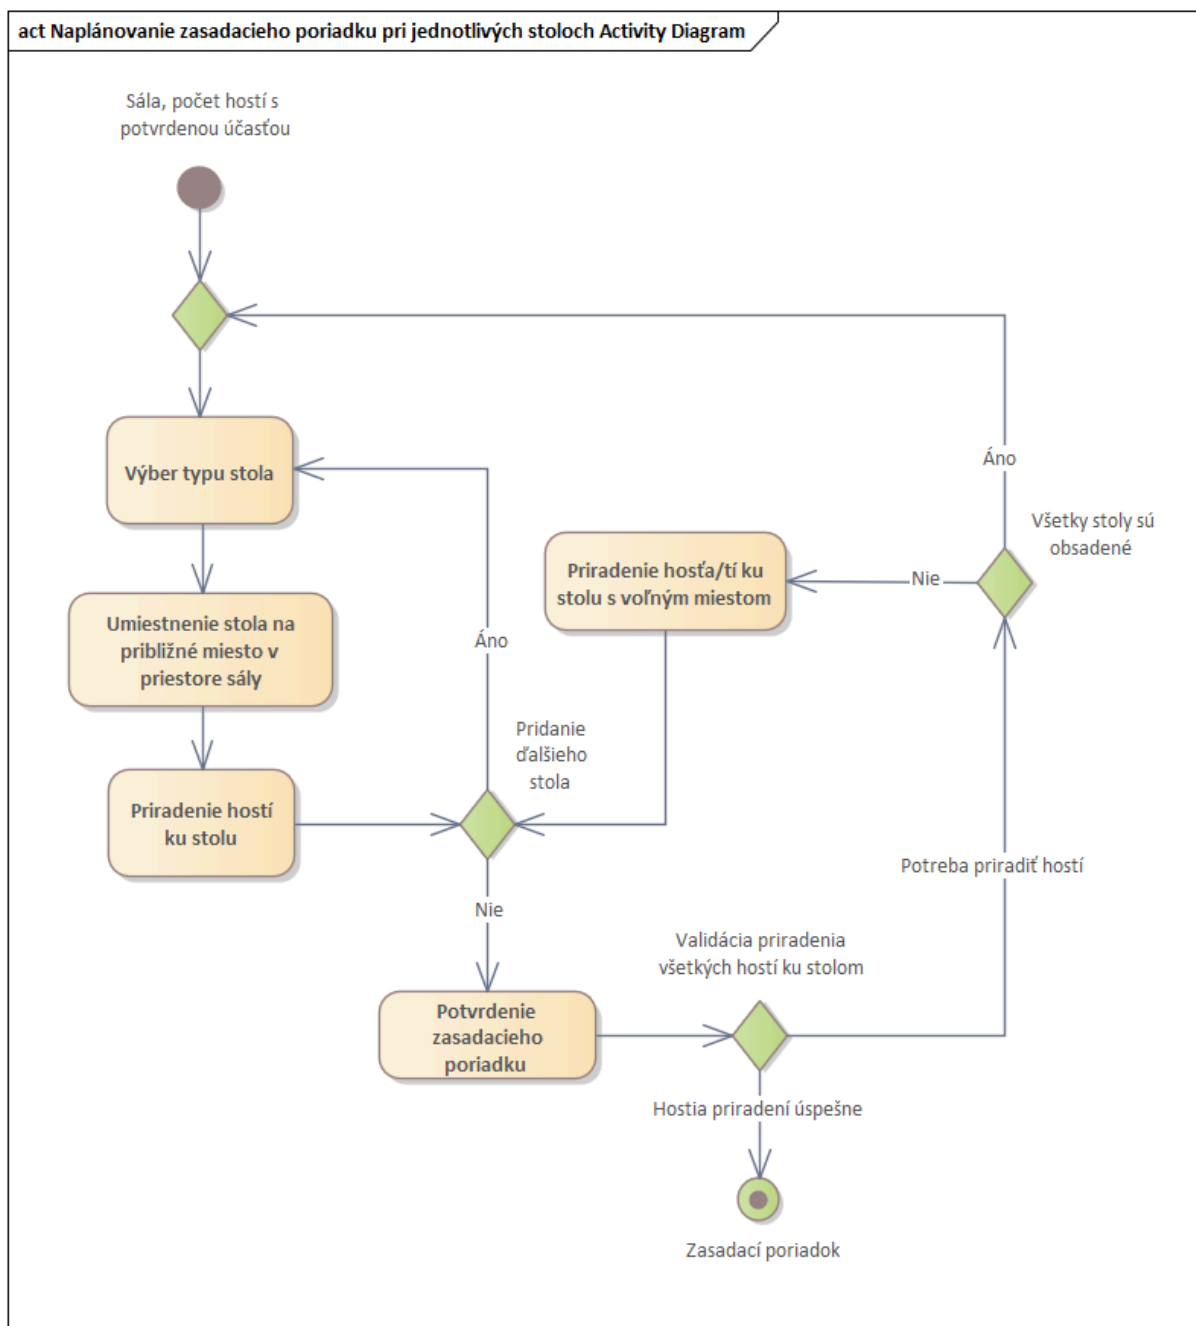 act Naplánovanie zasadacieho poriadku pri jednotlivých stoloch Activity Diagram
Sála, počet hostí s
potvrdenou účasťou
Výber typu stola
Umiestnenie stola na
približné miesto v
priestore sály
Priradenie hostí
ku stolu
Áno
Pridanie
ďalšieho
stola
Nie
Priradenie hosťa/tí ku
stolu s voľným miestom
Nie
Áno
Všetky stoly sú
obsadené
Potreba priradiť hostí
Potvrdenie
zasadacieho
poriadku
Validácia priradenia
všetkých hostí ku stolom
Hostia priradení úspešne
Zasadací poriadok